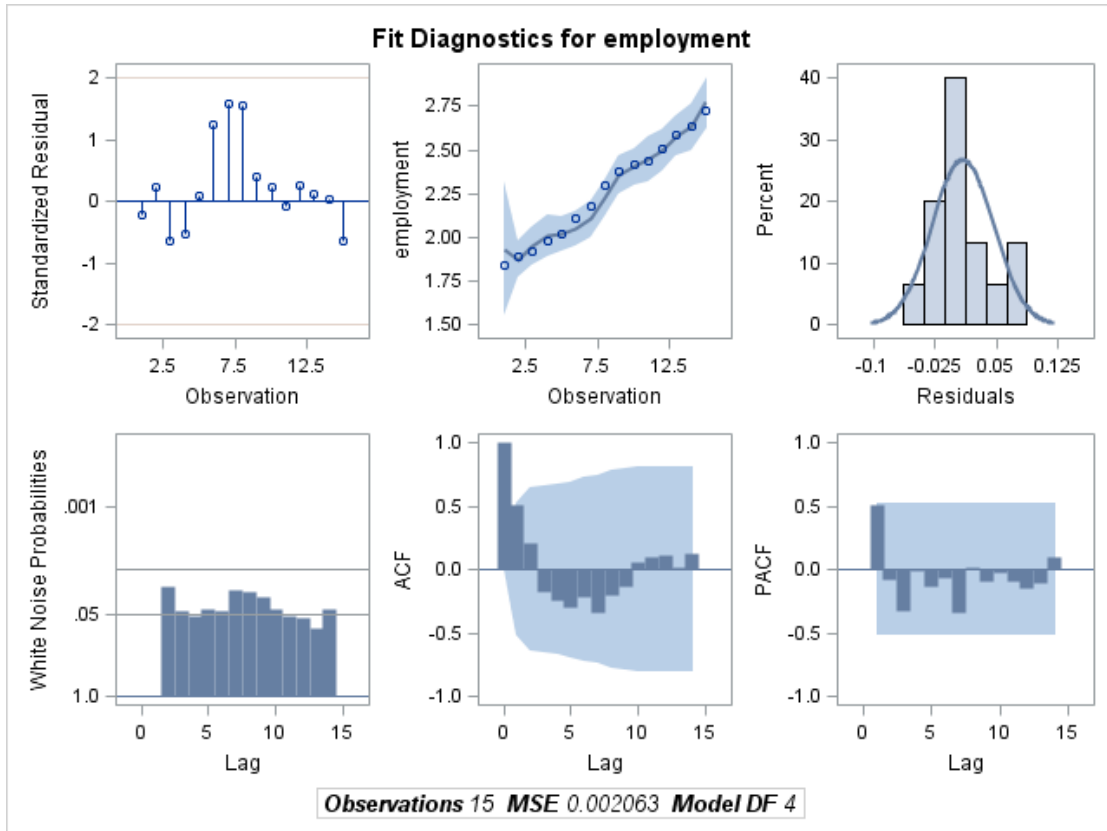 Fit Diagnostics for employment
Standardized Residual
2
1
0
-1
-2
2.5 7.5 12.5
Observation
employment
2.75
2.50
2.25
2.00
1.75
1.50
2.5 7.5 12.5
Observation
Percent
40
30
20
10
0
-0.1 -0.025 0.05 0.125
Residuals
White Noise Probabilities
.001
.05
1.0
0 5 10 15
Lag
ACF
1.0
0.5
0.0
-0.5
-1.0
0 5 10 15
Lag
PACF
1.0
0.5
0.0
-0.5
-1.0
0 5 10 15
Lag
Observations 15 MSE 0.002063 Model DF 4